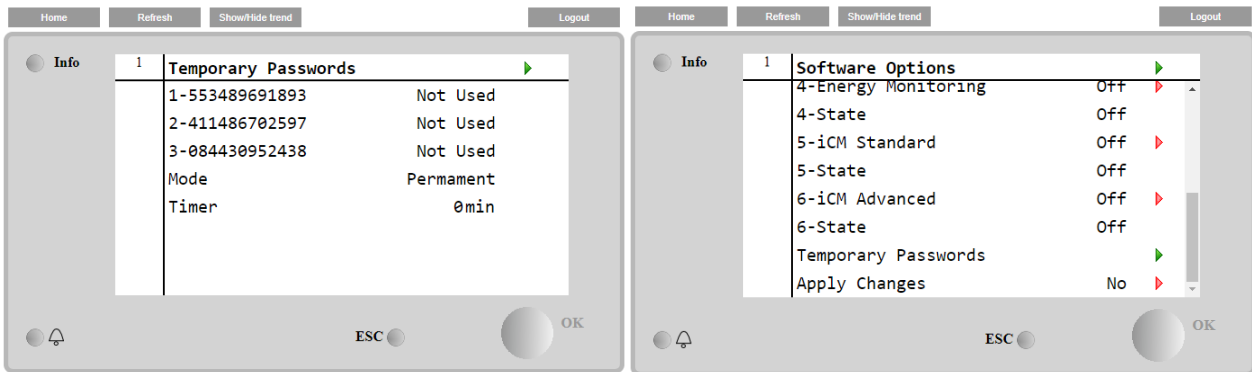 Home Refresh Show/Hide trend Logout
Info
1 Temporary Passwords
1-553489691893 Not Used
2-411486702597 Not Used
3-084430952438 Not Used
Mode Permament
Timer 0min
ESC OK
Home Refresh Show/Hide trend Logout
Info
1 Software Options
4-Energy Monitoring Off
4-State Off
5-iCM Standard Off
5-State Off
6-iCM Advanced Off
6-State Off
Temporary Passwords
Apply Changes No
ESC OK